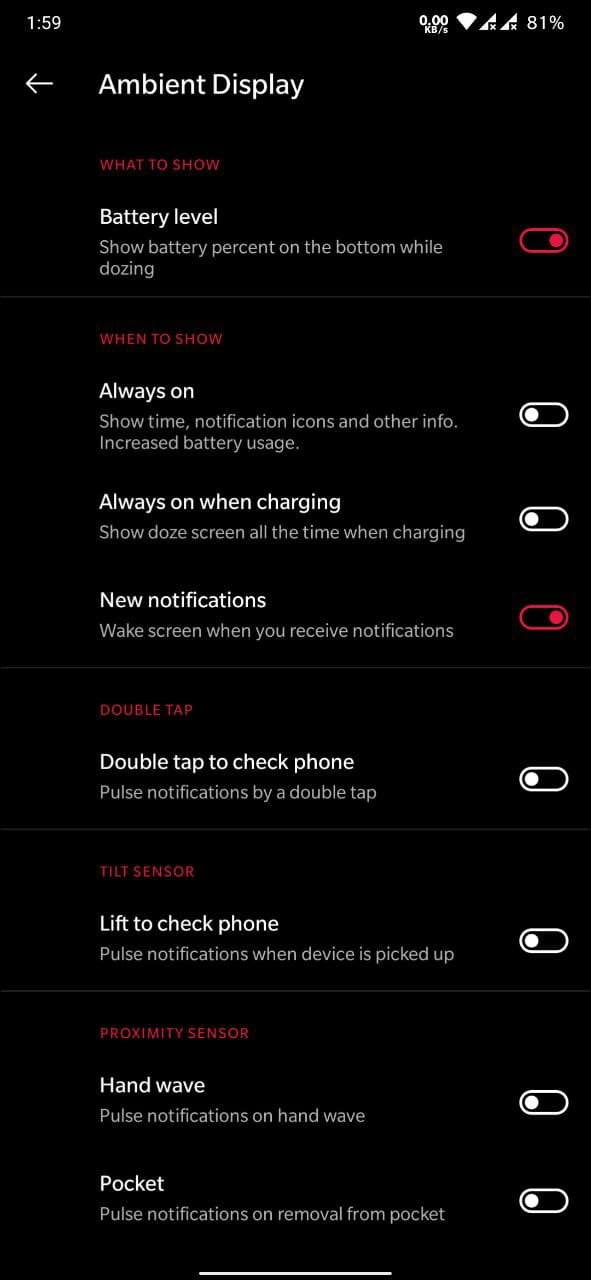 1:59
0.00
KB/s
81%
Ambient Display
WHAT TO SHOW
Battery level
Show battery percent on the bottom while
dozing
WHEN TO SHOW
Always on
Show time, notification icons and other info.
Increased battery usage.
Always on when charging
Show doze screen all the time when charging
New notifications
Wake screen when you receive notifications
DOUBLE TAP
Double tap to check phone
Pulse notifications by a double tap
TILT SENSOR
Lift to check phone
Pulse notifications when device is picked up
PROXIMITY SENSOR
Hand wave
Pulse notifications on hand wave
Pocket
Pulse notifications on removal from pocket